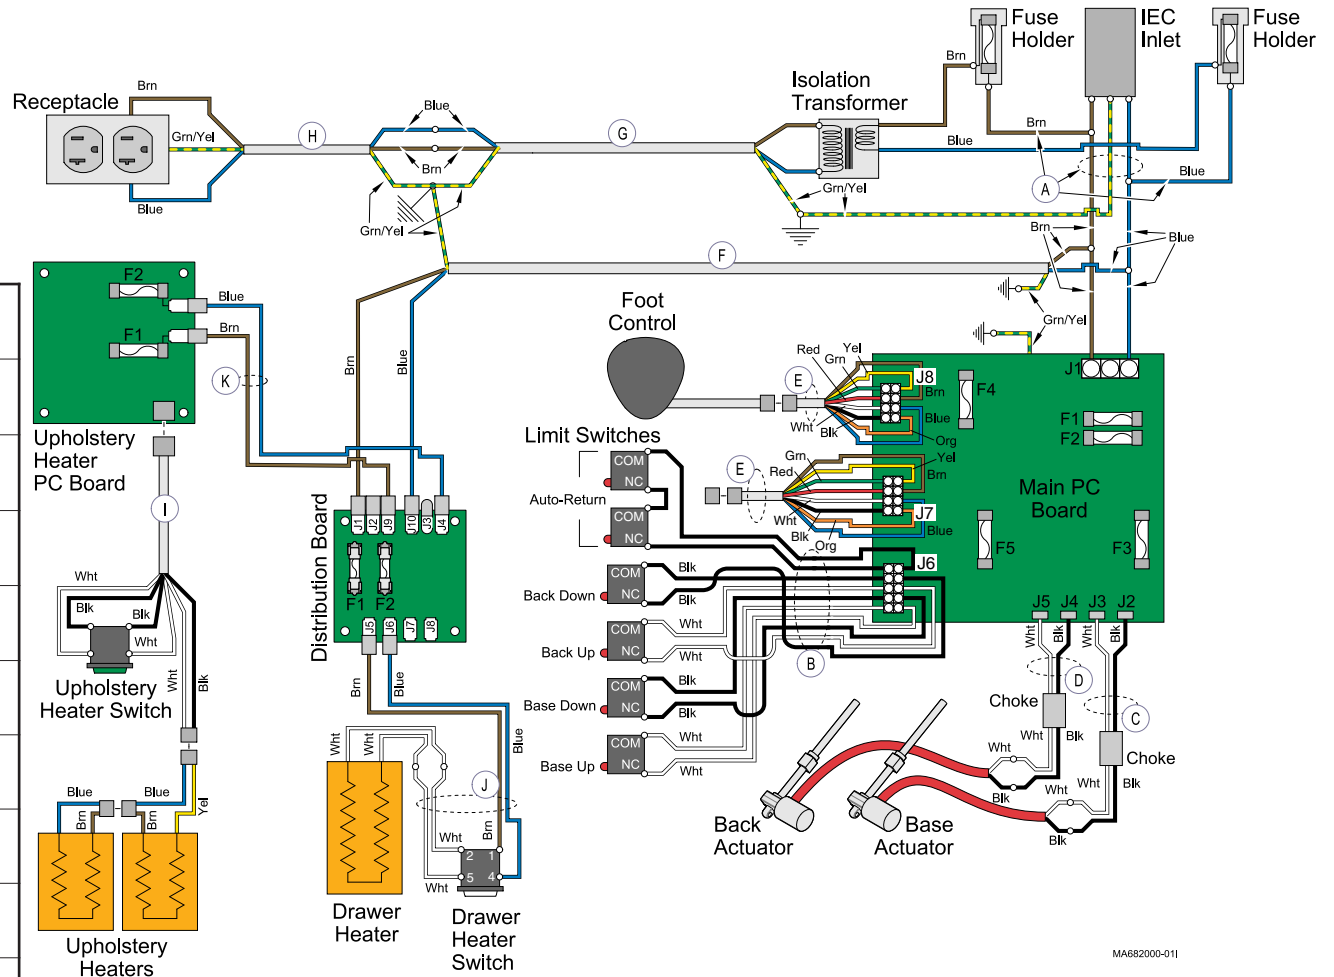 Fuse
Holder
IEC
Inlet
Fuse
Holder
Brn
Isolation
Transformer
Receptacle
Brn
Grn/Yel
Blue
H
Blue
Brn
Grn/Yel
G
Brn
Blue
A
Blue
Grn/Yel
Brn
Blue
F
Grn/Yel
F2
Blue
F1
Brn
K
Upholstery
Heater
PC Board
Brn
Blue
Foot
Control
Red
Grn
Yel
E
Wht
Blk
J8
Brn
Blue
Org
F4
J1
F1
F2
Main PC
Board
F5
F3
Limit Switches
COM
NC
Auto-Return
COM
NC
E
Grn
Red
Yel
Brn
Wht
Blk
Org
J7
Blue
J6
Back Down
COM
NC
Blk
Blk
Back Up
COM
NC
Wht
Wht
B
Base Down
COM
NC
Blk
Blk
Base Up
COM
NC
Wht
Wht
J5
J4
J3
J2
Wht
Blk
Wht
Blk
D
C
Choke
Choke
Wht
Blk
Wht
Blk
Wht
Blk
Wht
Blk
Back
Actuator
Base
Actuator
Distribution Board
J1
J2
J9
J10
J3
J4
F1
F2
J5
J6
J7
J8
Brn
Blue
I
Wht
Blk
Blk
Wht
Wht
Blk
Upholstery
Heater Switch
Blue
Blue
Brn
Brn
Yel
Upholstery
Heaters
Wht
Wht
J
Brn
Blue
Wht
Wht
2
1
5
4
Drawer
Heater
Drawer
Heater
Switch
MA682000-01I